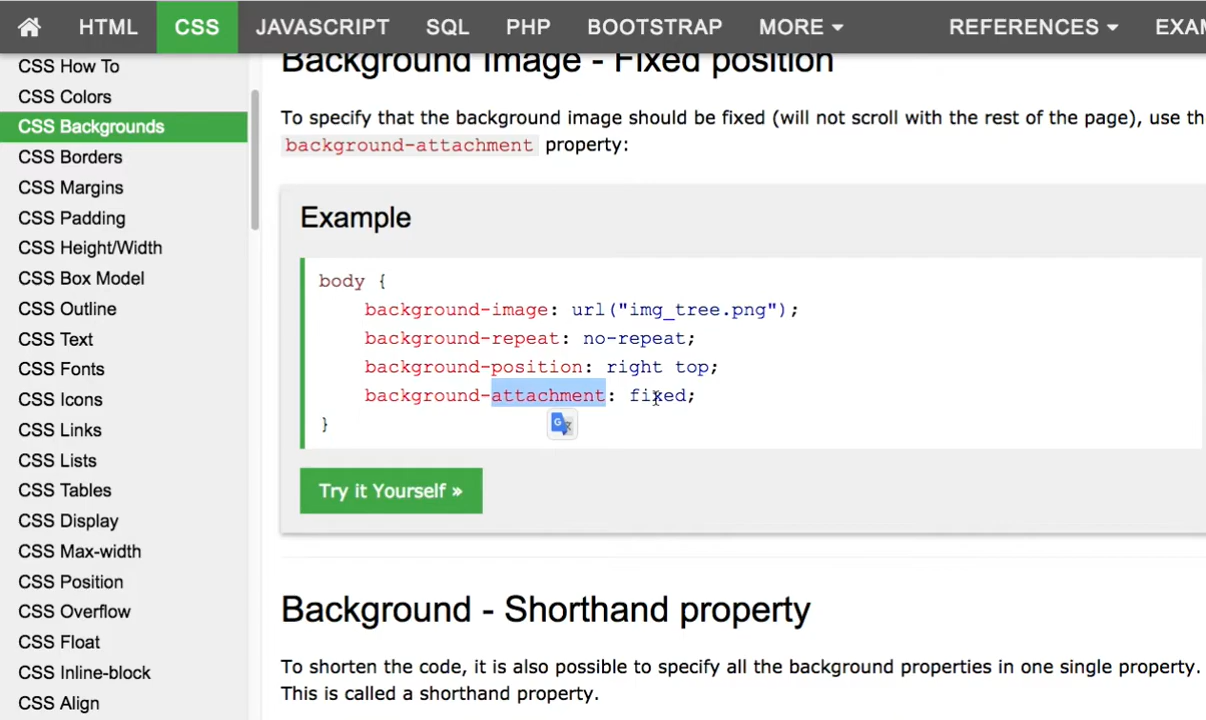 HTML CSS JAVASCRIPT SQL PHP BOOTSTRAP MORE REFERENCES EXAM
CSS How To
CSS Colors
CSS Backgrounds
CSS Borders
CSS Margins
CSS Padding
CSS Height/Width
CSS Box Model
CSS Outline
CSS Text
CSS Fonts
CSS Icons
CSS Links
CSS Lists
CSS Tables
CSS Display
CSS Max-width
CSS Position
CSS Overflow
CSS Float
CSS Inline-block
CSS Align
Background Image - Fixed position
To specify that the background image should be fixed (will not scroll with the rest of the page), use th
background-attachment property:
Example
body {
background-image: url("img_tree.png");
background-repeat: no-repeat;
background-position: right top;
background-attachment: fixed;
}
Try it Yourself »
Background - Shorthand property
To shorten the code, it is also possible to specify all the background properties in one single property.
This is called a shorthand property.